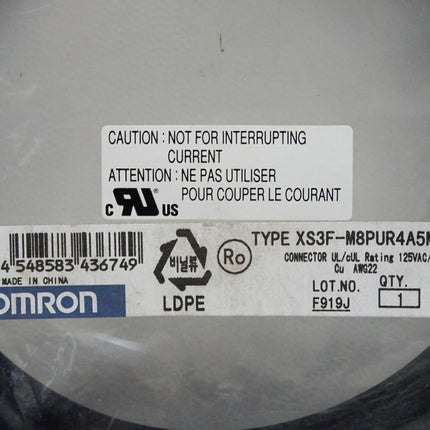 CAUTION : NOT FOR INTERRUPTING
CURRENT
ATTENTION : NE PAS UTILISER
POUR COUPER LE COURANT
c RU US
TYPE XS3F-M8PUR4A5M
4 548583 436749
MADE IN CHINA
OMRON
비닐류
LDPE
Ro
CONNECTOR UL/cUL Rating 125VAC/
Cu AWG22
LOT.NO. QTY.
F919J 1